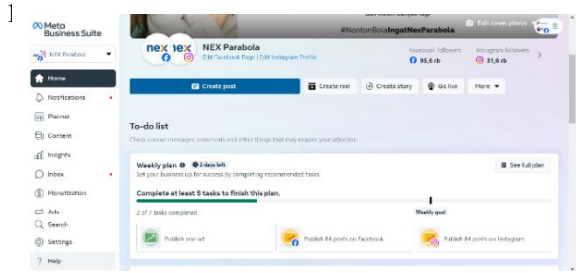 1
Meta
Business Suite
NEX Parabola
Home
Notifications
Planner
Content
Insights
Inbox
Monetization
Ads
Search
Settings
Help
#NontonBolaIngatNexParabola
Edit cover photo
nex nex
NEX Parabola
Edit Facebook Page | Edit Instagram Profile
Facebook followers
95,6 rb
Instagram followers
31,6 rb
Create post
Create reel
Create story
Go live
More
To-do list
Check unread messages, comments and other things that may require your attention.
Weekly plan
2 days left
See full plan
Set your business up for success by completing recommended tasks.
Complete at least 5 tasks to finish this plan.
2 of 7 tasks completed
Weekly goal
Publish one ad
Publish 84 posts on Facebook
Publish 84 posts on Instagram